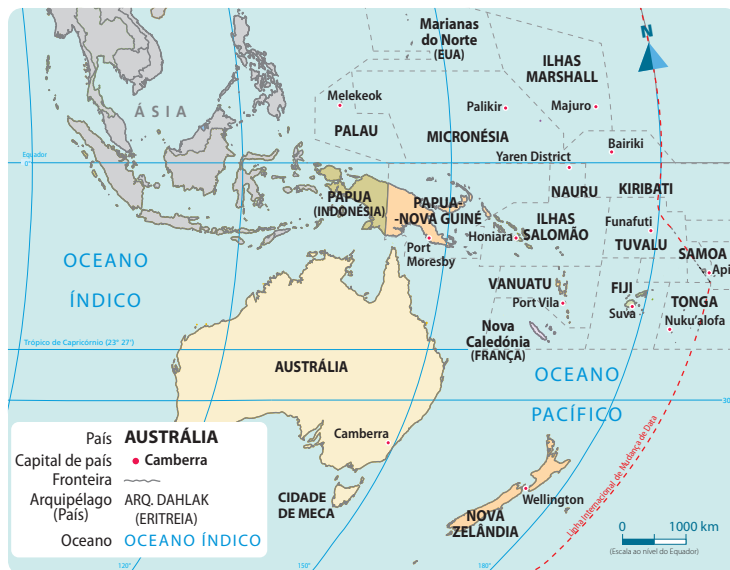 Marianas
do Norte
(EUA)
N
ILHAS
MARSHALL
Melekeok
Palikir
Majuro
ÁSIA
PALAU
MICRONÉSIA
Bairiki
Equador
0°
Yaren District
NAURU
KIRIBATI
PAPUA
(INDONÉSIA)
PAPUA-
-NOVA GUINÉ
ILHAS
SALOMÃO
Funafuti
TUVALU
Honiara
Port
Moresby
SAMOA
Api
OCEANO
ÍNDICO
VANUATU
Port Vila
FIJI
Suva
TONGA
Nuku'alofa
Nova
Caledónia
(FRANÇA)
Trópico de Capricórnio (23° 27')
AUSTRÁLIA
OCEANO
PACÍFICO
30
Camberra
Linha Internacional de Mudança de Data
CIDADE
DE MECA
Wellington
NOVA
ZELÂNDIA
País AUSTRÁLIA
Capital de país Camberra
Fronteira
Arquipélago
(País)
ARQ. DAHLAK
(ERITREIA)
Oceano OCEANO ÍNDICO
0 1000 km
(Escala ao nível do Equador)
120°
150°
180°